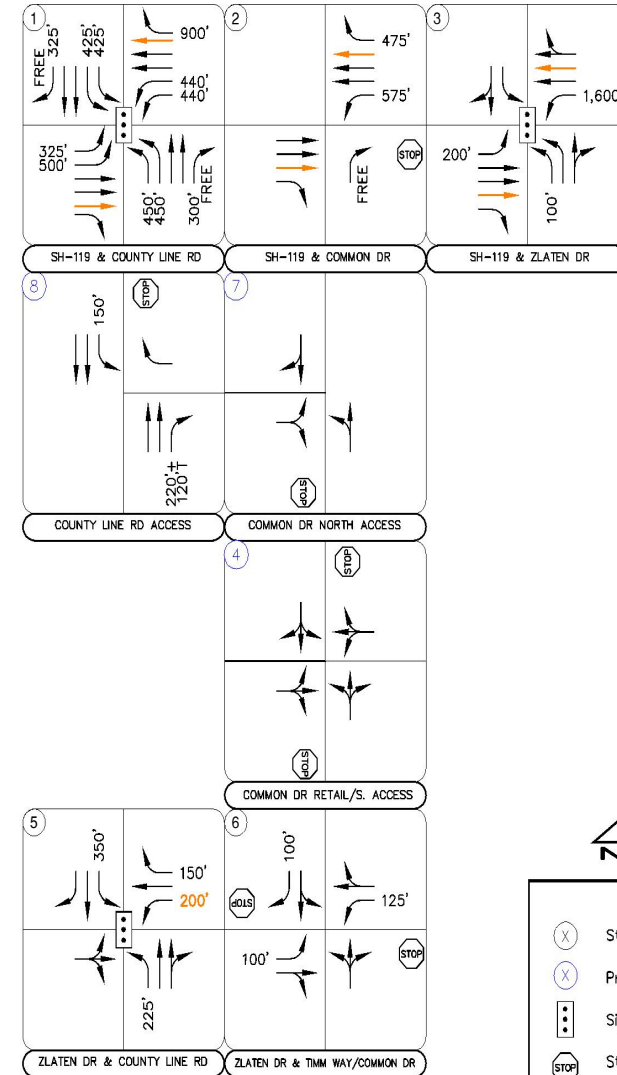 1
FREE
325'
425'
425'
900'
440'
440'
325'
500'
450'
450'
300'
FREE
SH-119 & COUNTY LINE RD
2
475'
575'
STOP
FREE
SH-119 & COMMON DR
3
1,600
200'
100'
SH-119 & ZLATEN DR
8
150'
STOP
220',±
120',T
COUNTY LINE RD ACCESS
7
STOP
COMMON DR NORTH ACCESS
4
STOP
STOP
COMMON DR RETAIL/S. ACCESS
5
350'
150'
200'
225'
ZLATEN DR & COUNTY LINE RD
6
100'
STOP
125'
100'
STOP
ZLATEN DR & TIMM WAY/COMMON DR
X St
X Pr
Si
STOP St